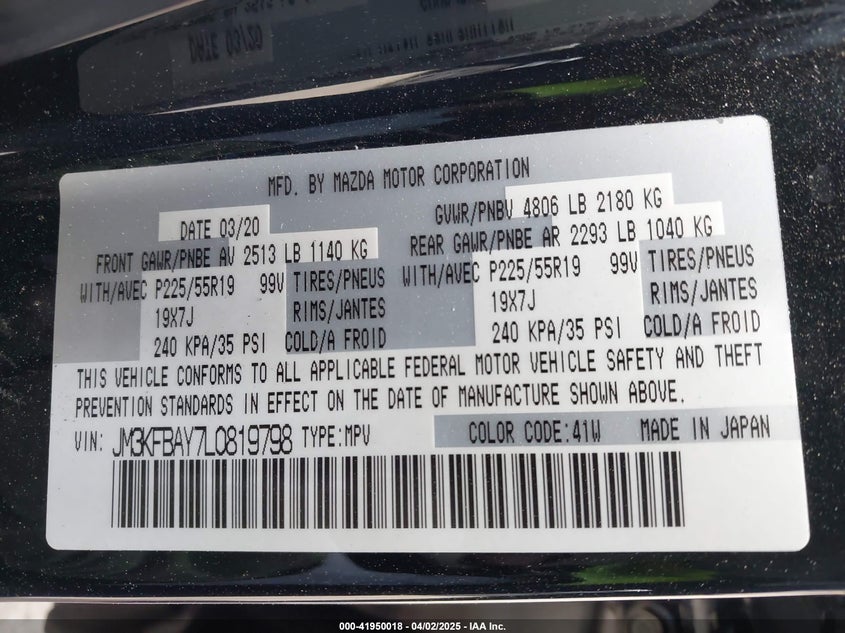 DATE 03/20
MFD. BY MAZDA MOTOR CORPORATION
DATE 03/20 GVWR/PNBV 4806 LB 2180 KG
FRONT GAWR/PNBE AV 2513 LB 1140 KG REAR GAWR/PNBE AR 2293 LB 1040 KG
WITH/AVEC P225/55R19 99V TIRES/PNEUS WITH/AVEC P225/55R19 99V TIRES/PNEUS
19X7J RIMS/JANTES 19X7J RIMS/JANTES
240 KPA/35 PSI COLD/A FROID 240 KPA/35 PSI COLD/A FROID
THIS VEHICLE CONFORMS TO ALL APPLICABLE FEDERAL MOTOR VEHICLE SAFETY AND THEFT
PREVENTION STANDARDS IN EFFECT ON THE DATE OF MANUFACTURE SHOWN ABOVE.
VIN: JM3KFBAY7L0819798 TYPE:MPV COLOR CODE:41W MADE IN JAPAN
000-41950018 - 04/02/2025 - IAA Inc.